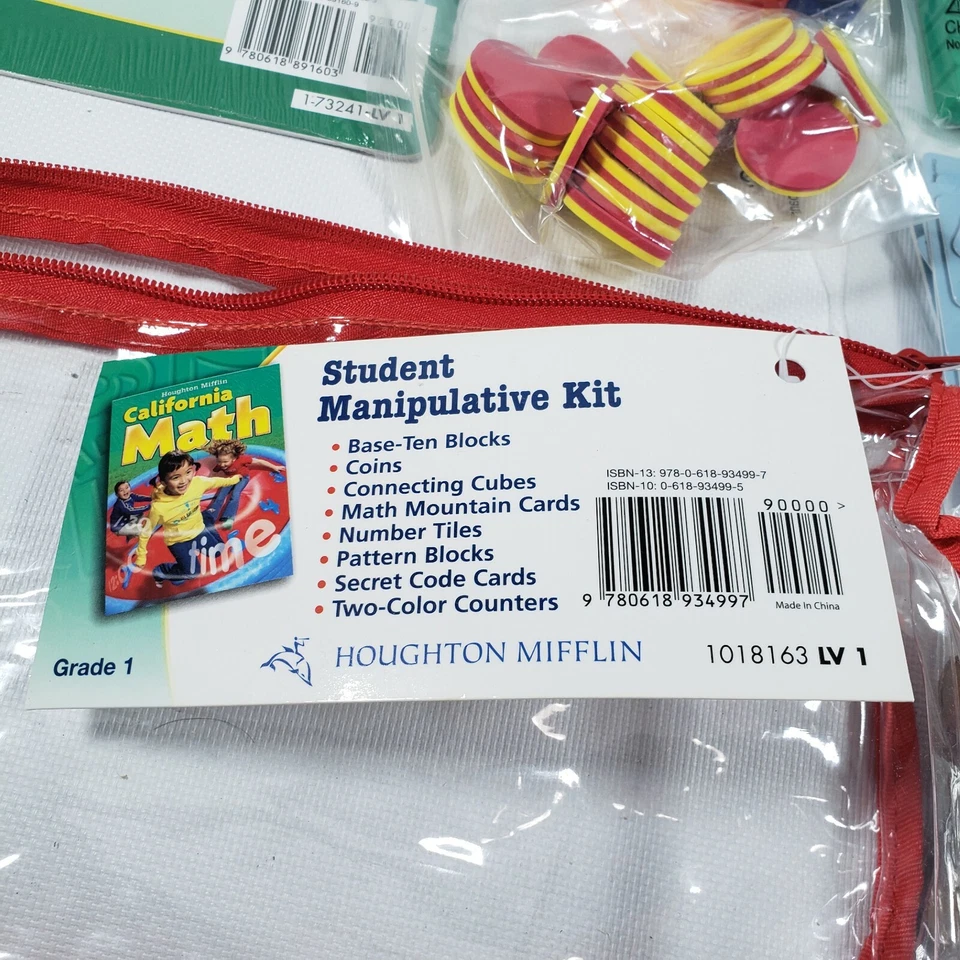 90008
9 780618 891603
1-73241-LV 1
Student
Manipulative Kit
Houghton Mifflin
California
Math
time
• Base-Ten Blocks
• Coins
• Connecting Cubes
• Math Mountain Cards
• Number Tiles
• Pattern Blocks
• Secret Code Cards
• Two-Color Counters
ISBN-13: 978-0-618-93499-7
ISBN-10: 0-618-93499-5
90000 >
9 780618 934997
Made in China
Grade 1
HOUGHTON MIFFLIN
1018163 LV 1